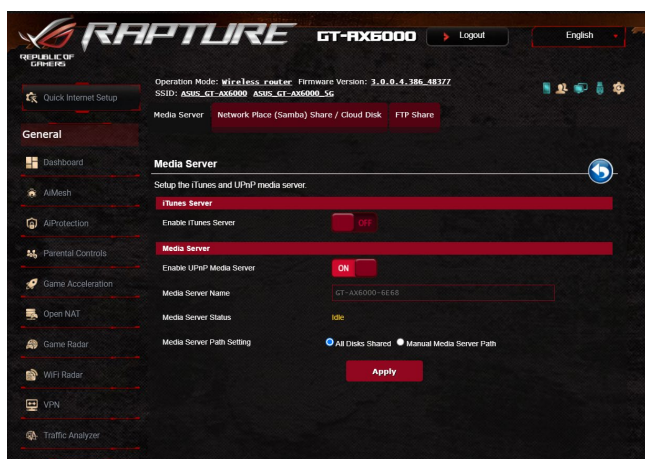 REPUBLIC OF
GAMERS
RAPTURE
GT-AX6000
Logout
English
Quick Internet Setup
Operation Mode: Wireless router Firmware Version: 3.0.0.4.386_48377
SSID: ASUS_GT-AX6000 ASUS_GT-AX6000_5G
Media Server Network Place (Samba) Share / Cloud Disk FTP Share
General
Dashboard
AiMesh
AiProtection
Parental Controls
Game Acceleration
Open NAT
Game Radar
WiFi Radar
VPN
Traffic Analyzer
Media Server
Setup the iTunes and UPnP media server.
iTunes Server
Enable iTunes Server OFF
Media Server
Enable UPnP Media Server ON
Media Server Name GT-AX6000-6E68
Media Server Status Idle
Media Server Path Setting All Disks Shared Manual Media Server Path
Apply